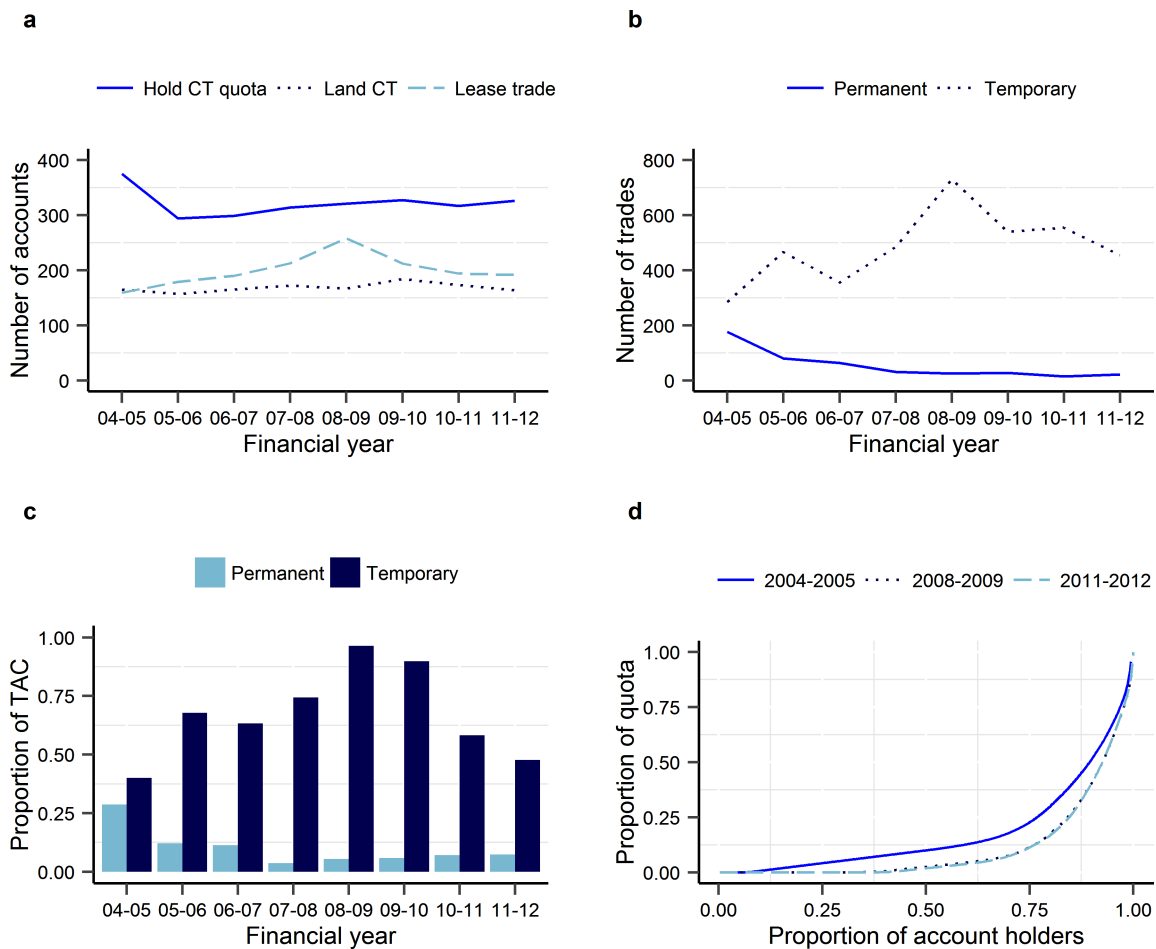 a
Hold CT quota Land CT Lease trade
Number of accounts
400
300
200
100
0
04-05 05-06 06-07 07-08 08-09 09-10 10-11 11-12
Financial year
b
Permanent Temporary
Number of trades
800
600
400
200
0
04-05 05-06 06-07 07-08 08-09 09-10 10-11 11-12
Financial year
c
Permanent Temporary
Proportion of TAC
1.00
0.75
0.50
0.25
0.00
04-05 05-06 06-07 07-08 08-09 09-10 10-11 11-12
Financial year
d
2004-2005 2008-2009 2011-2012
Proportion of quota
1.00
0.75
0.50
0.25
0.00
0.00 0.25 0.50 0.75 1.00
Proportion of account holders